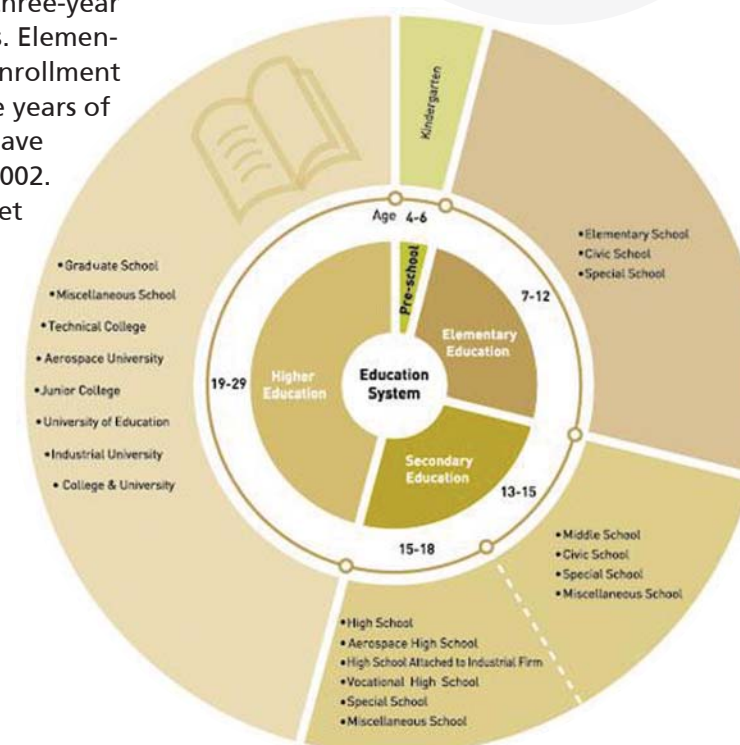 three-year
s. Elemen-
nrollment
e years of
ave
002.
et
Kindergarten
Age 4-6
Pre-school
•Elementary School
•Civic School
•Special School
7-12
Elementary
Education
•Graduate School
•Miscellaneous School
•Technical College
•Aerospace University
•Junior College
•University of Education
•Industrial University
•College & University
19-29
Higher
Education
Education
System
Secondary
Education
13-15
15-18
•Middle School
•Civic School
•Special School
•Miscellaneous School
•High School
•Aerospace High School
•High School Attached to Industrial Firm
•Vocational High School
•Special School
•Miscellaneous School